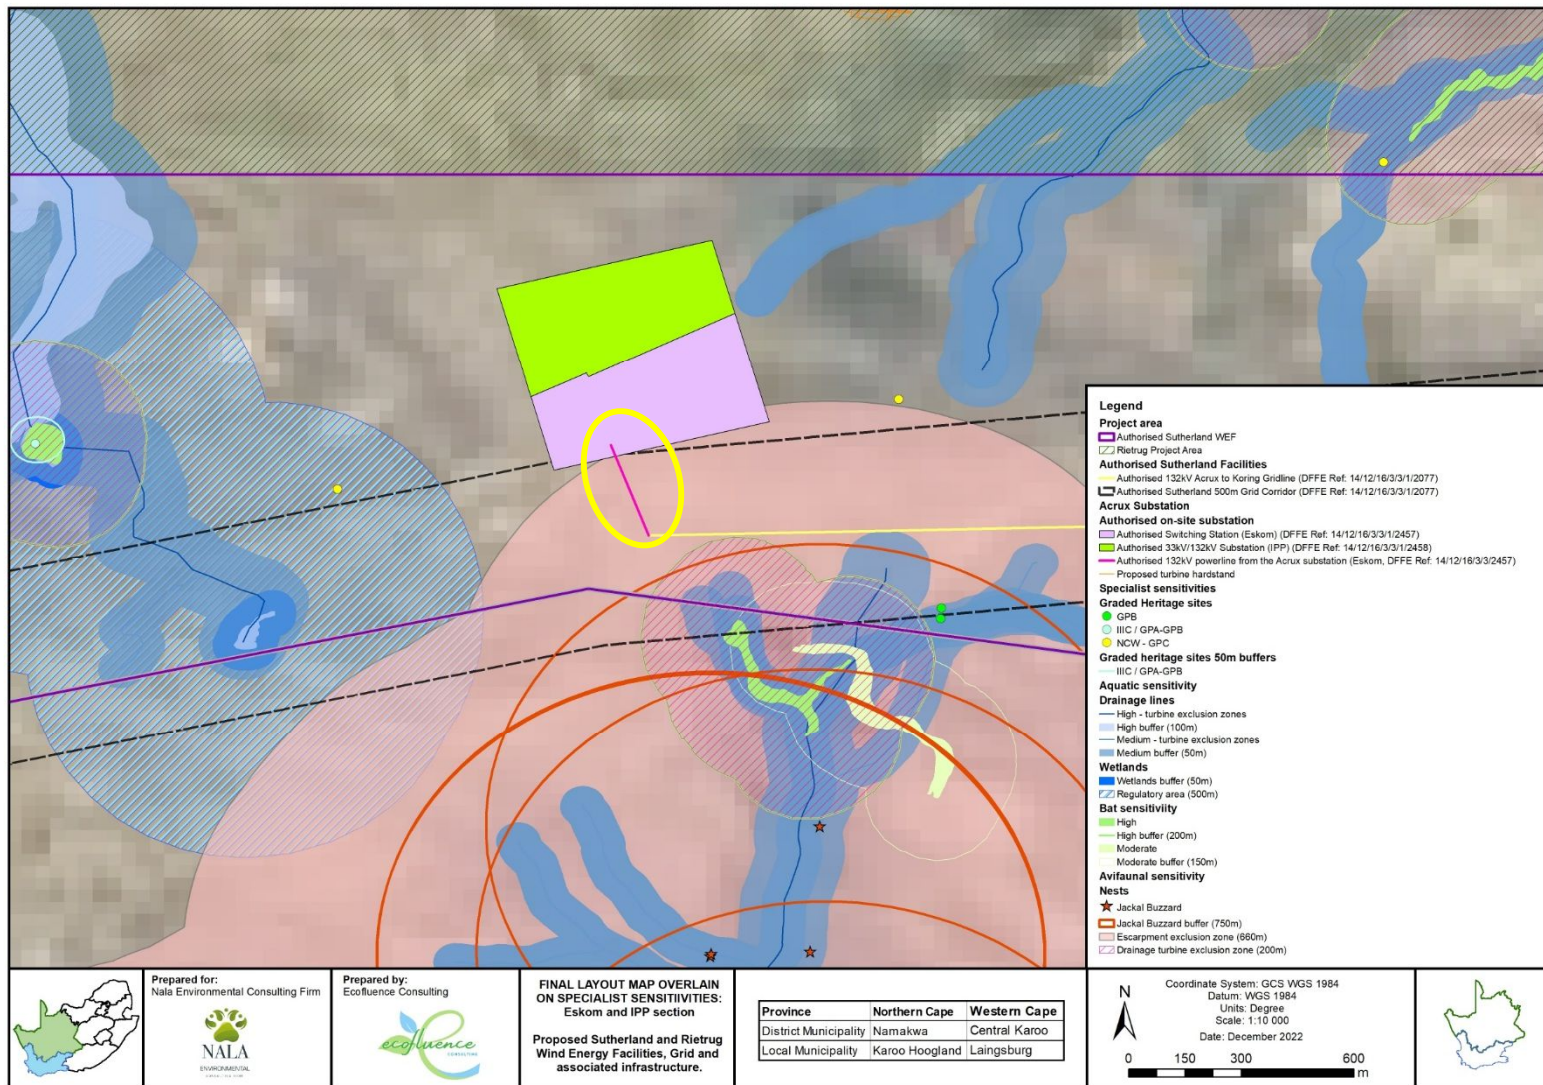 Legend
Project area
Authorised Sutherland WEF
Rietrug Project Area
Authorised Sutherland Facilities
Authorised 132kV Acrux to Koring Gridline (DFFE Ref: 14/12/16/3/3/1/2077)
Authorised Sutherland 500m Grid Corridor (DFFE Ref: 14/12/16/3/3/1/2077)
Acrux Substation
Authorised on-site substation
Authorised Switching Station (Eskom) (DFFE Ref: 14/12/16/3/3/1/2457)
Authorised 33kV/132kV Substation (IPP) (DFFE Ref: 14/12/16/3/3/1/2458)
Authorised 132kV powerline from the Acrux substation (Eskom, DFFE Ref: 14/12/16/3/3/2457)
Proposed turbine hardstand
Specialist sensitivities
Graded Heritage sites
GPB
IIIC / GPA-GPB
NCW - GPC
Graded heritage sites 50m buffers
IIIC / GPA-GPB
Aquatic sensitivity
Drainage lines
High - turbine exclusion zones
High buffer (100m)
Medium - turbine exclusion zones
Medium buffer (50m)
Wetlands
Wetlands buffer (50m)
Regulatory area (500m)
Bat sensitiviity
High
High buffer (200m)
Moderate
Moderate buffer (150m)
Avifaunal sensitivity
Nests
Jackal Buzzard
Jackal Buzzard buffer (750m)
Escarpment exclusion zone (660m)
Drainage turbine exclusion zone (200m)
Prepared for:
Nala Environmental Consulting Firm
NALA
ENVIRONMENTAL
Prepared by:
Ecofluence Consulting
ecofluence
CONSULTING
FINAL LAYOUT MAP OVERLAIN
ON SPECIALIST SENSITIIVITIES:
Eskom and IPP section
Proposed Sutherland and Rietrug
Wind Energy Facilities, Grid and
associated infrastructure.
Province Northern Cape Western Cape
District Municipality Namakwa Central Karoo
Local Municipality Karoo Hoogland Laingsburg
N
Coordinate System: GCS WGS 1984
Datum: WGS 1984
Units: Degree
Scale: 1:10 000
Date: December 2022
0 150 300 600
m